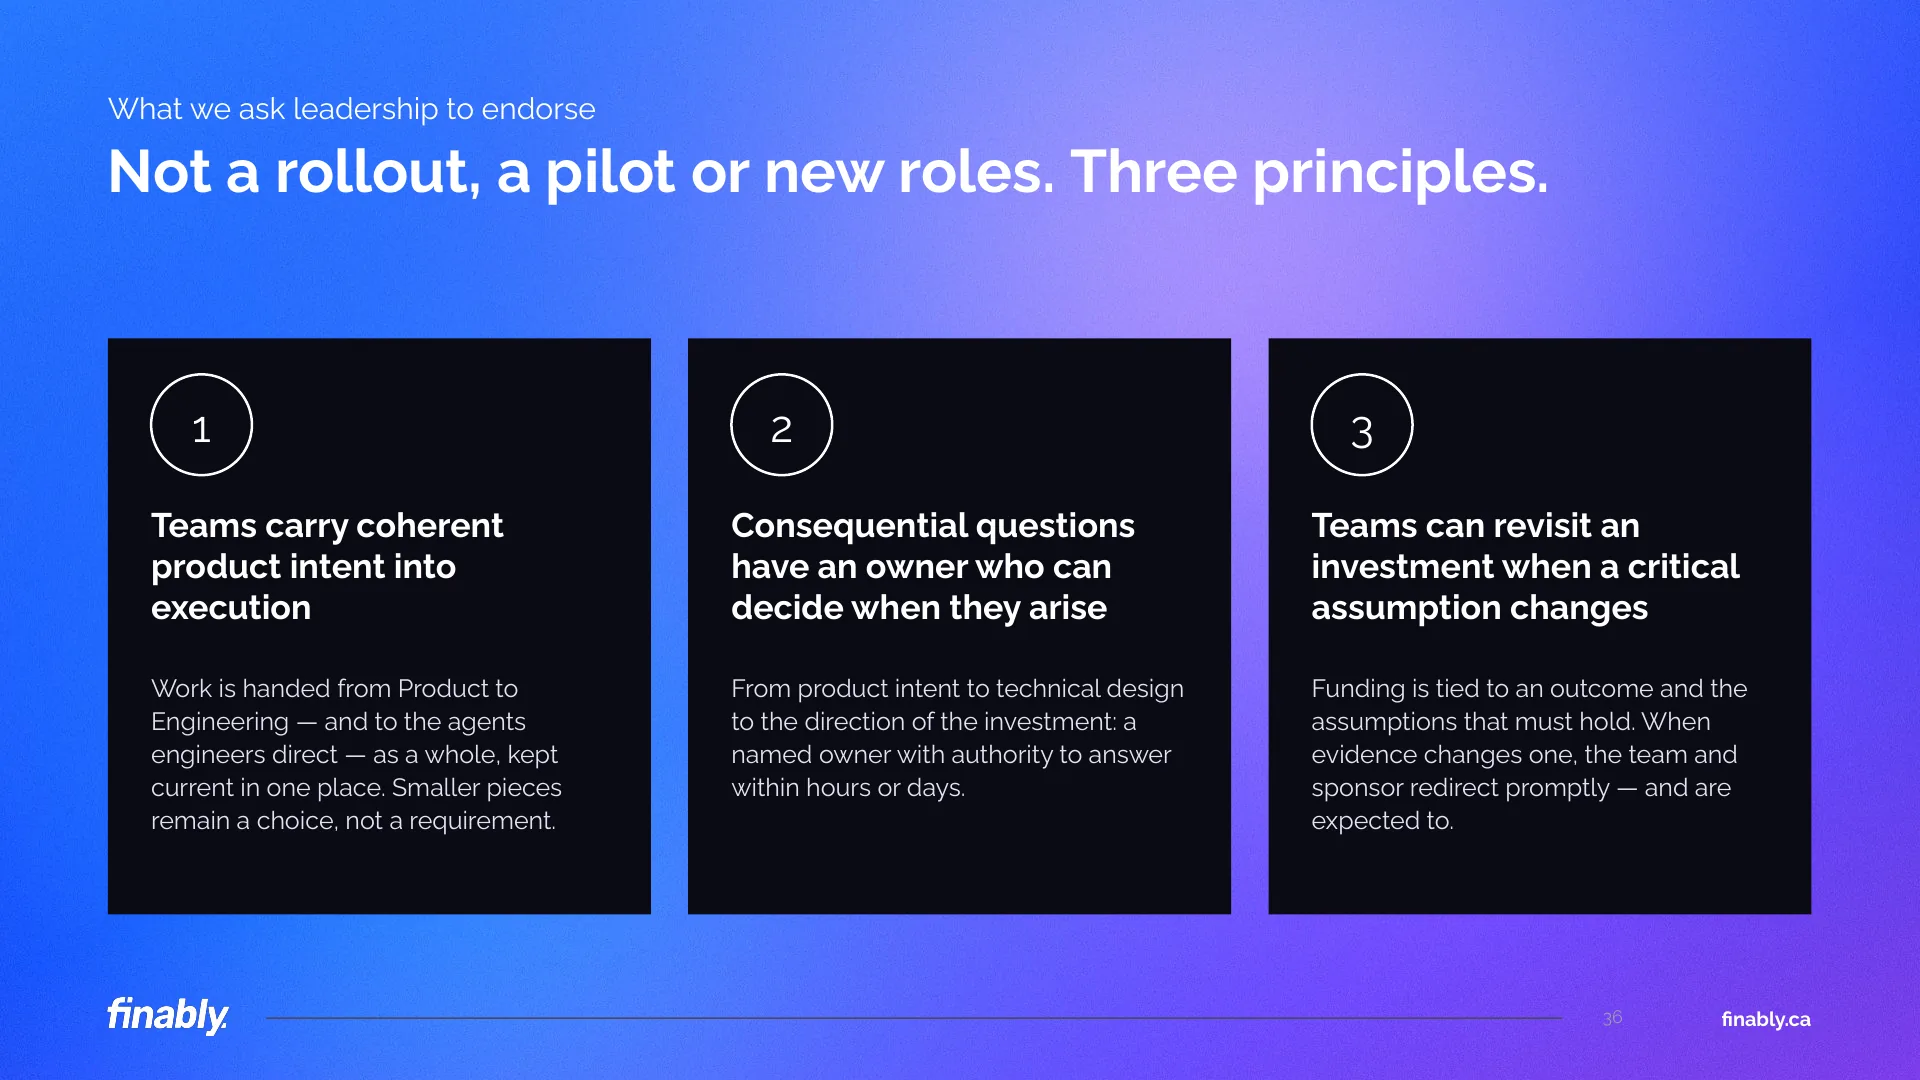 What we ask leadership to endorse
Not a rollout, a pilot or new roles. Three principles.
1
Teams carry coherent
product intent into
execution
Work is handed from Product to
Engineering — and to the agents
engineers direct — as a whole, kept
current in one place. Smaller pieces
remain a choice, not a requirement.
2
Consequential questions
have an owner who can
decide when they arise
From product intent to technical design
to the direction of the investment: a
named owner with authority to answer
within hours or days.
3
Teams can revisit an
investment when a critical
assumption changes
Funding is tied to an outcome and the
assumptions that must hold. When
evidence changes one, the team and
sponsor redirect promptly — and are
expected to.
finably.
36
finably.ca